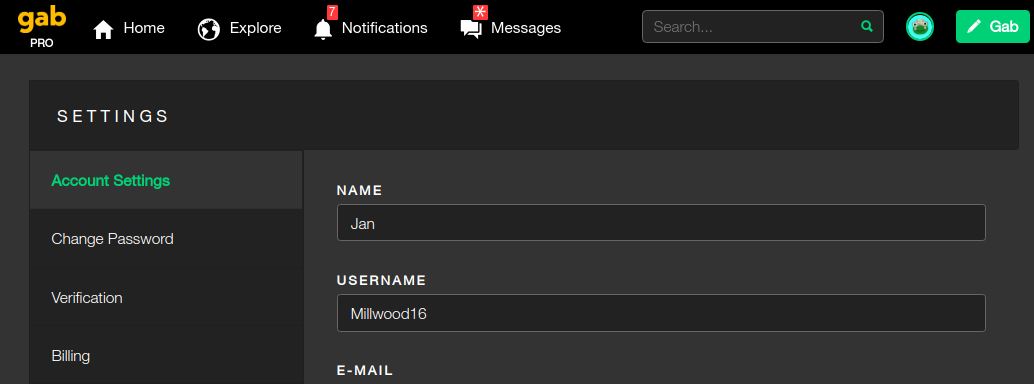 gab
PRO
Home
Explore
7
Notifications
*
Messages
Search...
Gab
SETTINGS
Account Settings
Change Password
Verification
Billing
NAME
Jan
USERNAME
Millwood16
E-MAIL